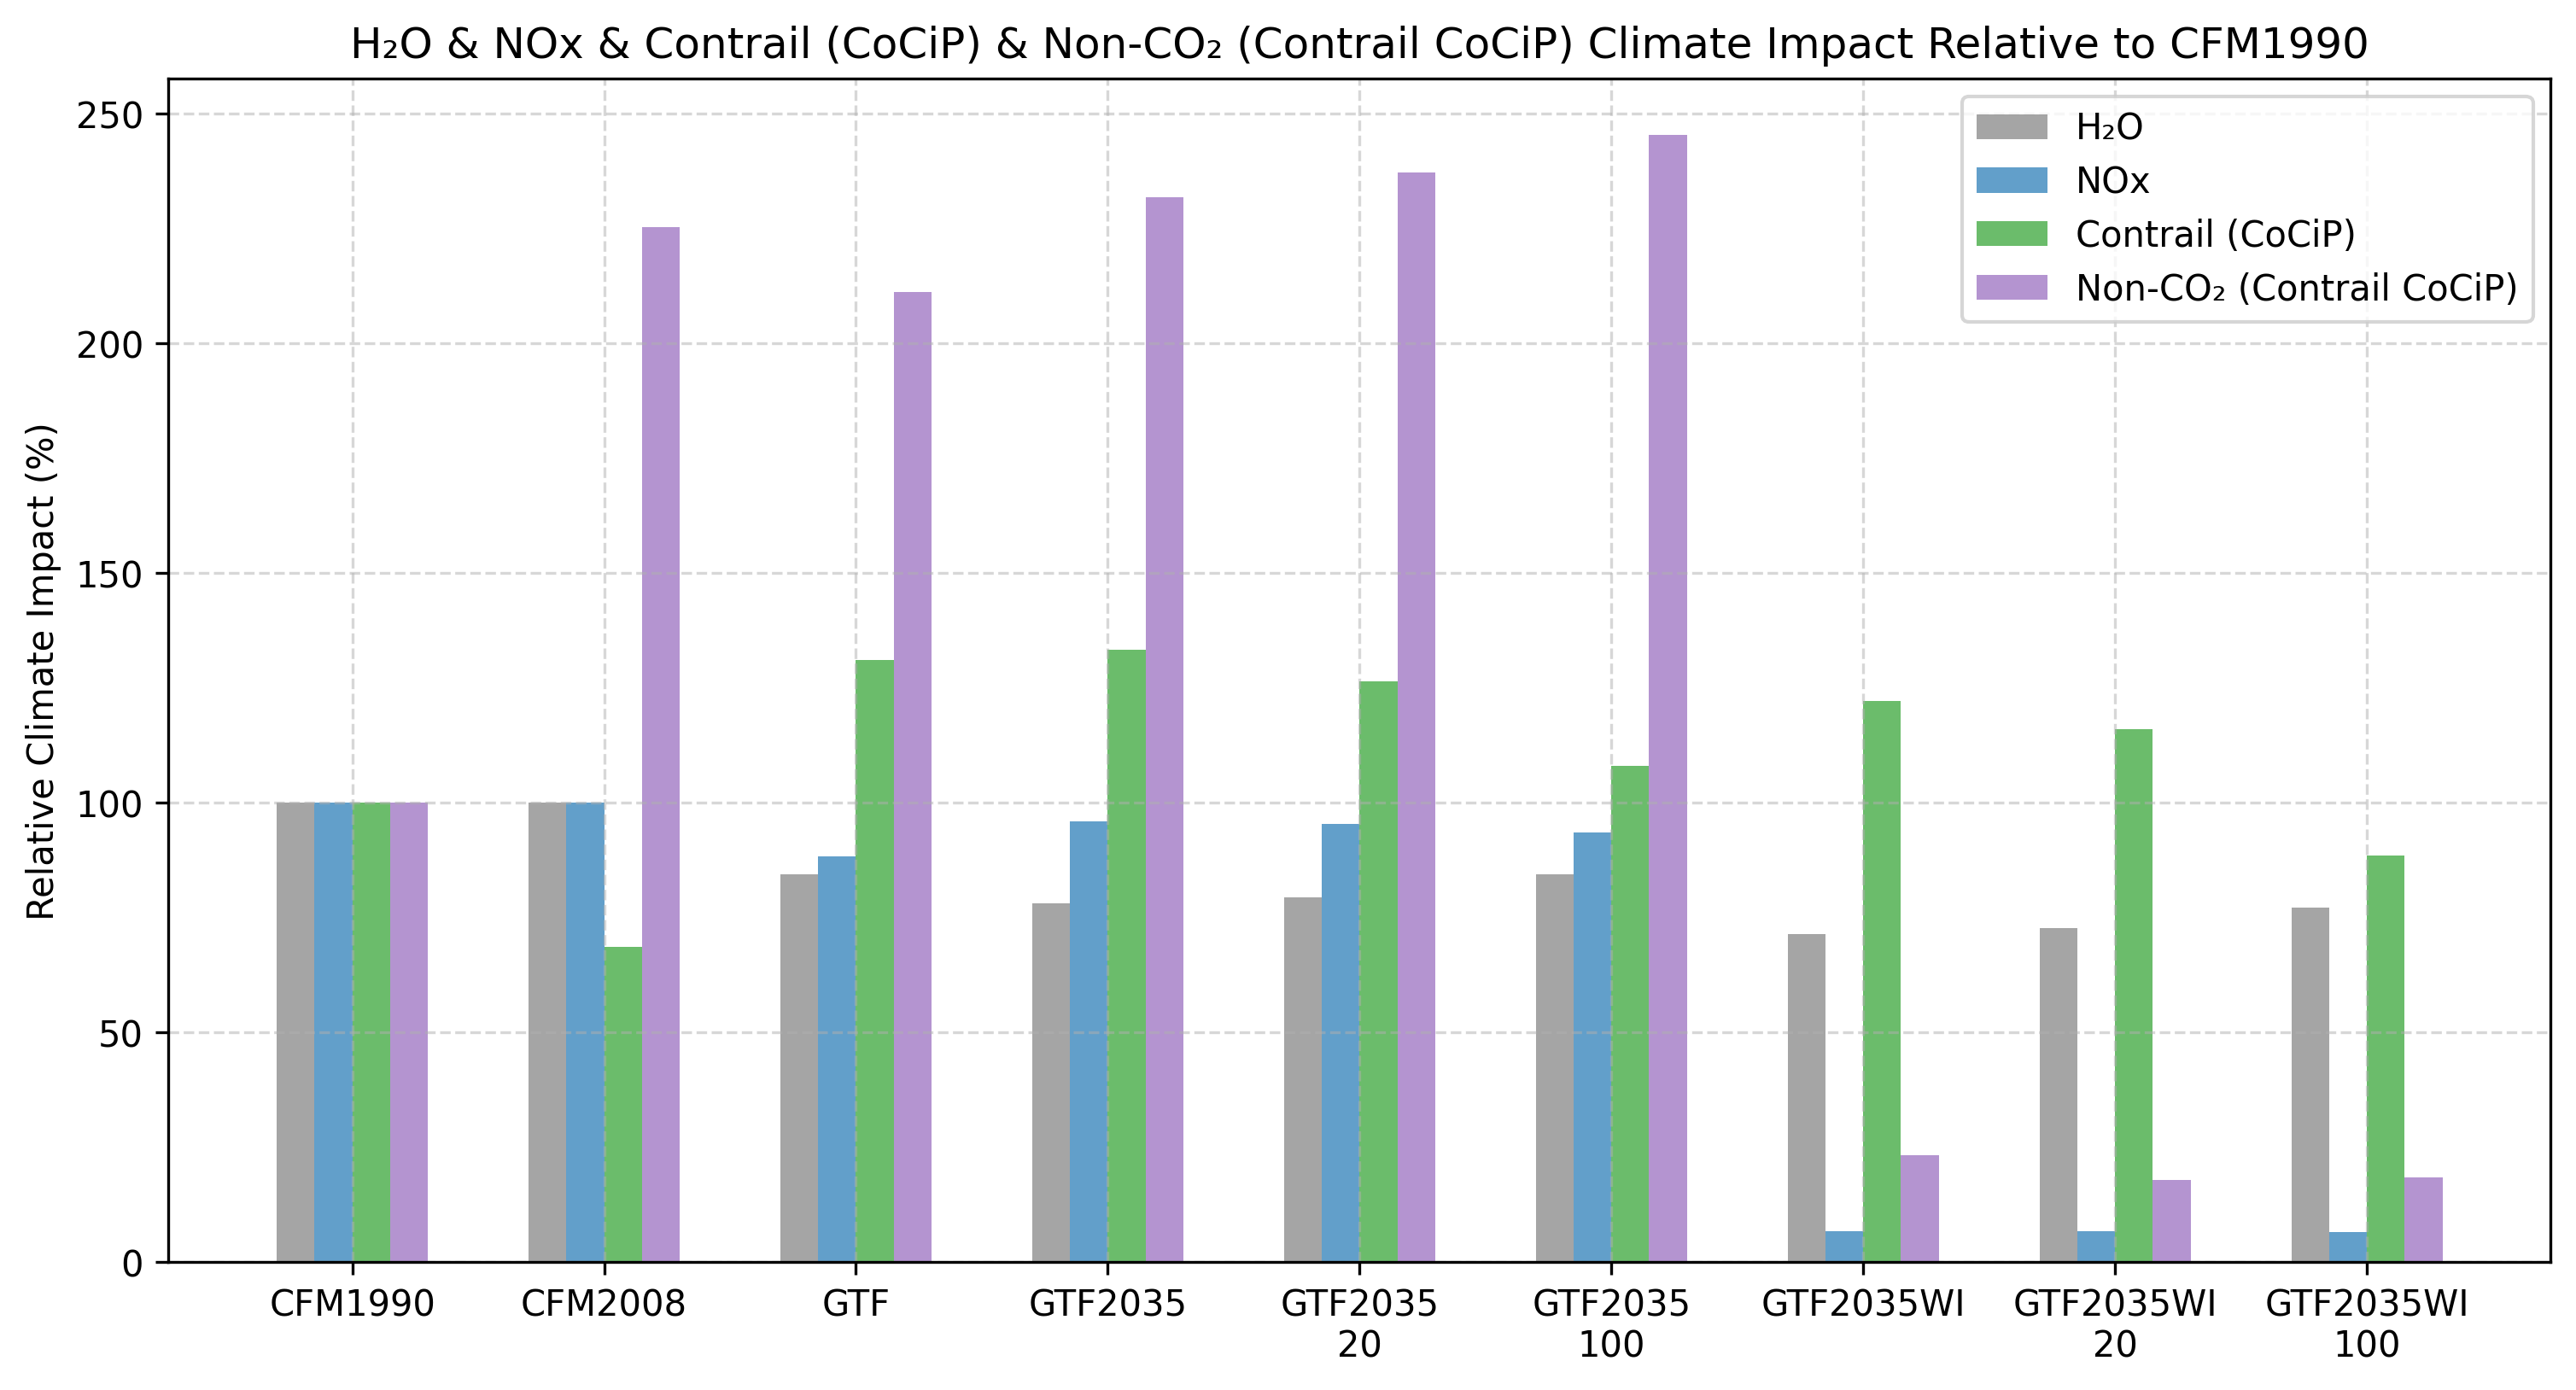 H₂O & NOx & Contrail (CoCiP) & Non-CO₂ (Contrail CoCiP) Climate Impact Relative to CFM1990
Relative Climate Impact (%)
250
200
150
100
50
0
H₂O
NOx
Contrail (CoCiP)
Non-CO₂ (Contrail CoCiP)
CFM1990 CFM2008 GTF GTF2035 GTF2035 GTF2035 GTF2035WI GTF2035WI GTF2035WI
20 100 20 100